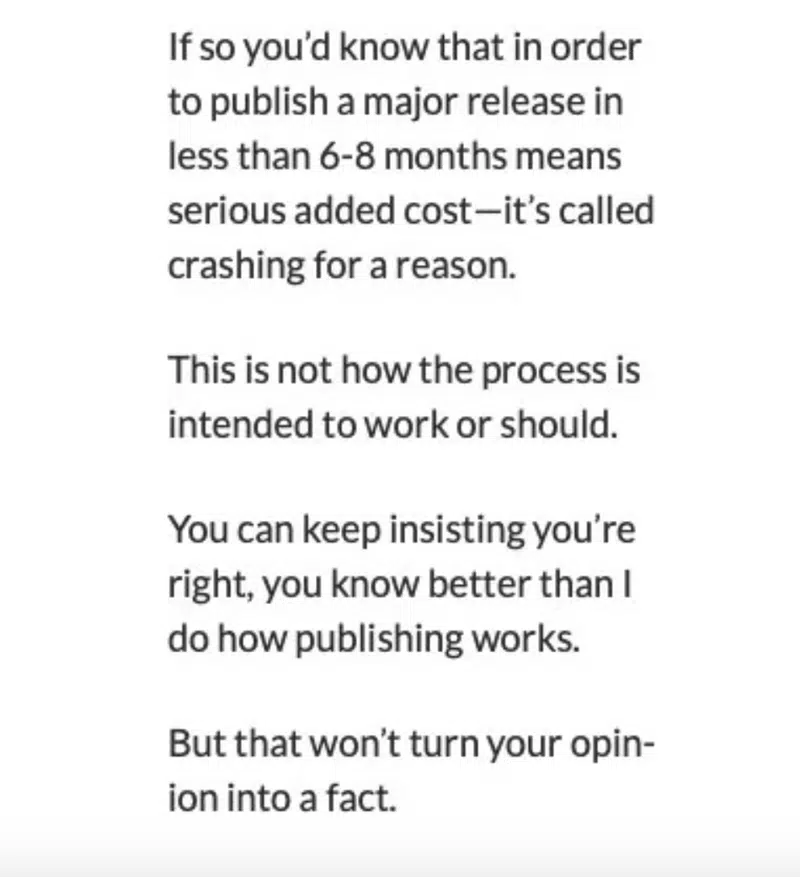 If so you'd know that in order
to publish a major release in
less than 6-8 months means
serious added cost—it's called
crashing for a reason.
This is not how the process is
intended to work or should.
You can keep insisting you're
right, you know better than I
do how publishing works.
But that won't turn your opin-
ion into a fact.